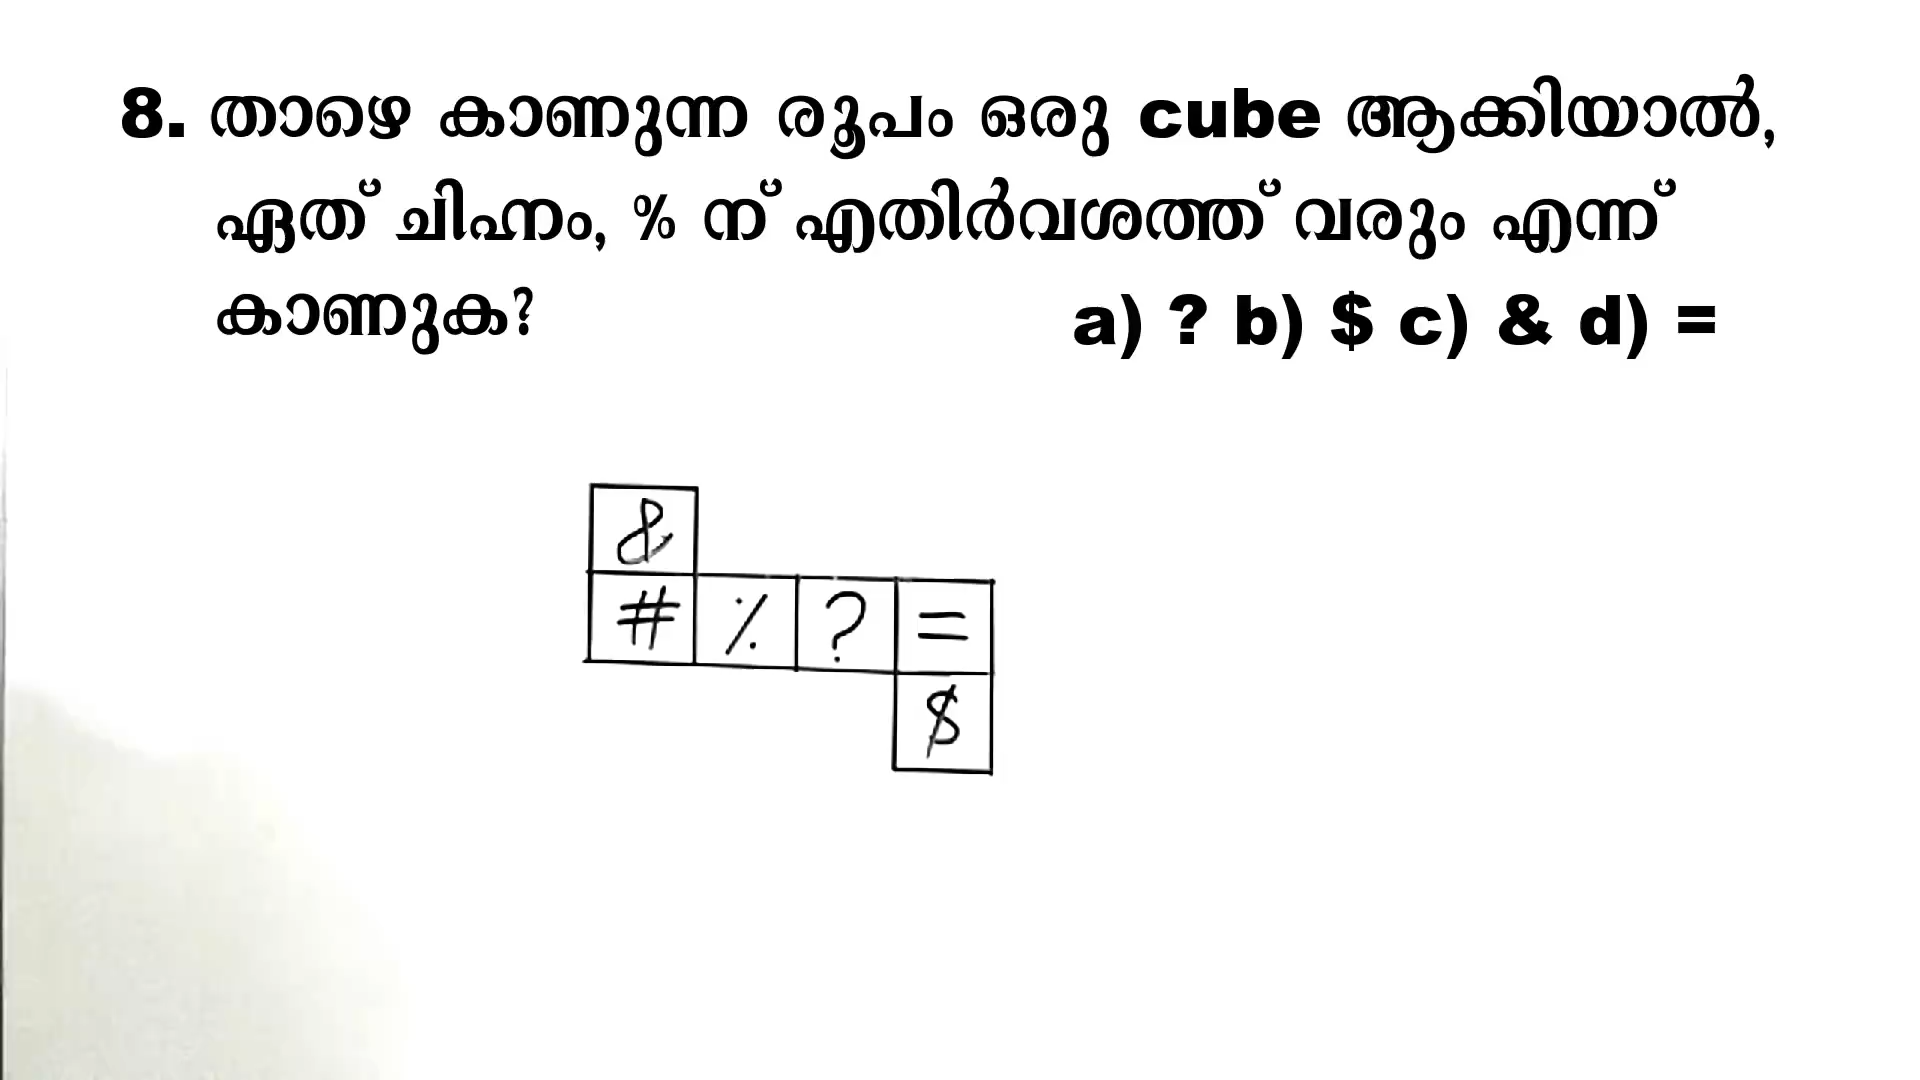 8. താഴെ കാണുന്ന രൂപം ഒരു cube ആക്കിയാൽ,
ഏത് ചിഹ്നം, % ന് എതിർവശത്ത് വരും എന്ന്
കാണുക? a) ? b) $ c) & d) =
&
# % ? =
$